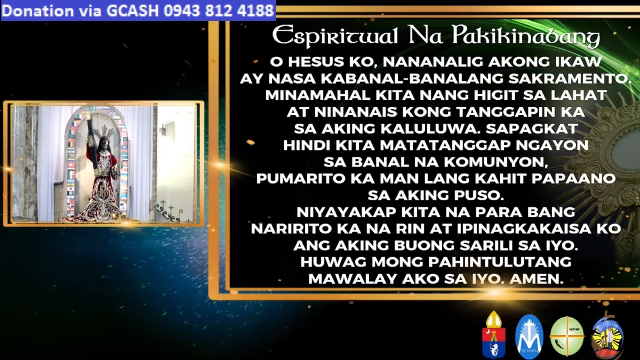 Donation via GCASH 0943 812 4188
Espiritwal Na Pakikinabang
O HESUS KO, NANANALIG AKONG IKAW
AY NASA KABANAL-BANALANG SAKRAMENTO.
MINAMAHAL KITA NANG HIGIT SA LAHAT
AT NINANAIS KONG TANGGAPIN KA
SA AKING KALULUWA. SAPAGKAT
HINDI KITA MATATANGGAP NGAYON
SA BANAL NA KOMUNYON,
PUMARITO KA MAN LANG KAHIT PAPAANO
SA AKING PUSO.
NIYAYAKAP KITA NA PARA BANG
NARIRITO KA NA RIN AT IPINAGKAKAISA KO
ANG AKING BUONG SARILI SA IYO.
HUWAG MONG PAHINTULUTANG
MAWALAY AKO SA IYO. AMEN.